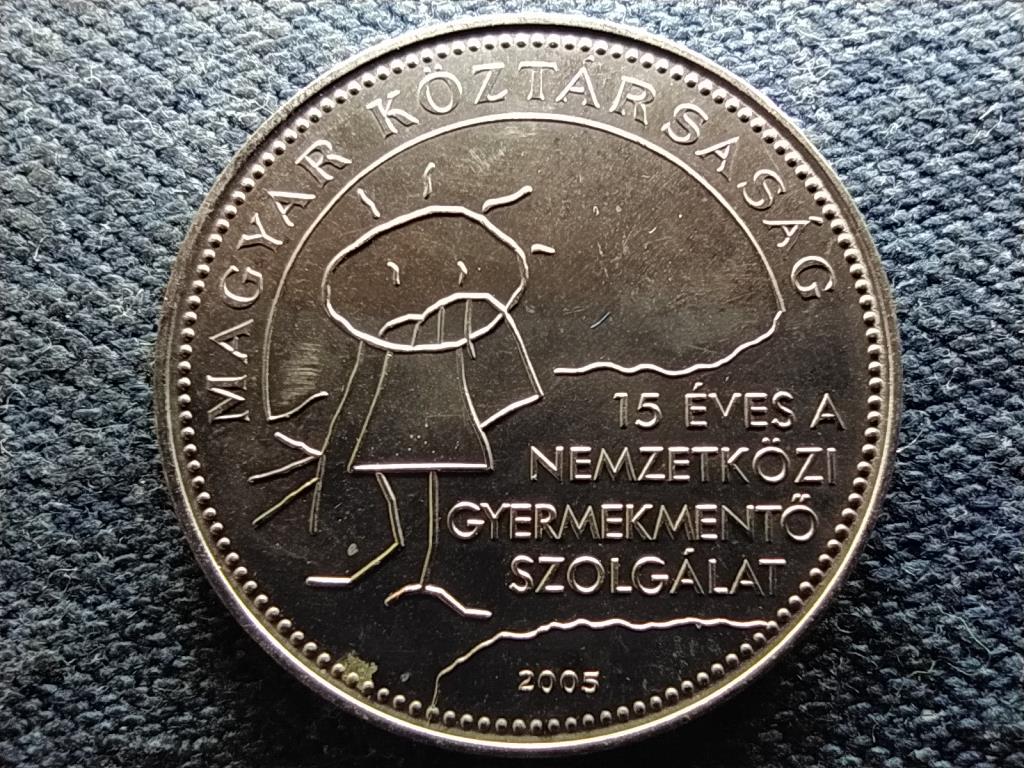 MAGYAR KÖZTÁRSASÁG
15 ÉVES A
NEMZETKÖZI
GYERMEKMENTŐ
SZOLGÁLAT
2005